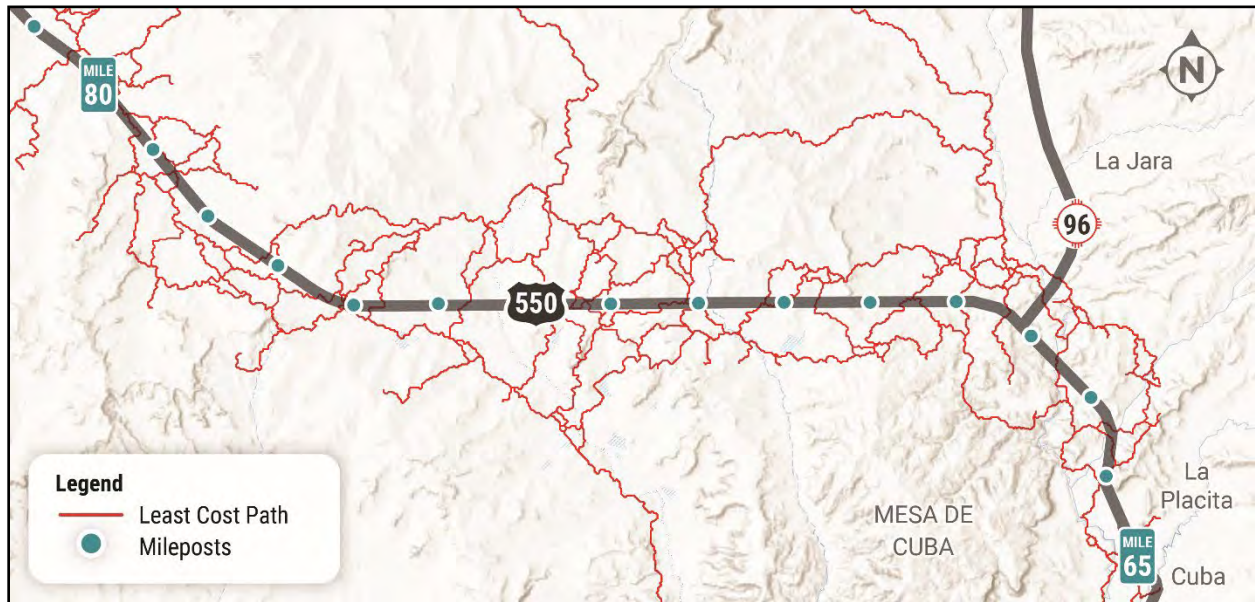 MILE
80
N
La Jara
96
550
Legend
Least Cost Path
Mileposts
MESA DE
CUBA
La
Placita
MILE
65
Cuba